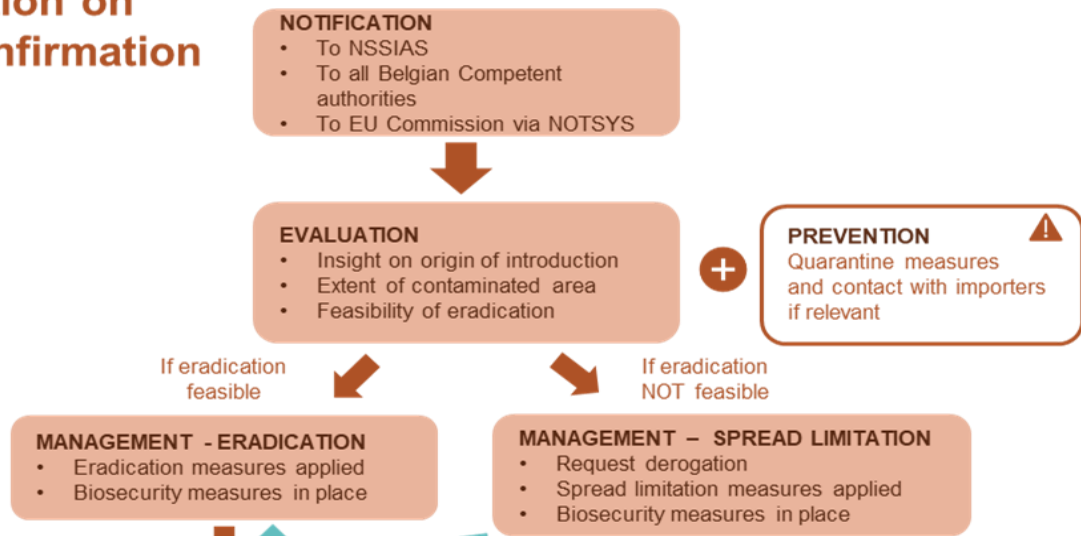 NOTIFICATION
• To NSSIAS
• To all Belgian Competent
authorities
• To EU Commission via NOTSYS
EVALUATION
• Insight on origin of introduction
• Extent of contaminated area
• Feasibility of eradication
PREVENTION
Quarantine measures
and contact with importers
if relevant
If eradication
feasible
If eradication
NOT feasible
MANAGEMENT - ERADICATION
• Eradication measures applied
• Biosecurity measures in place
MANAGEMENT – SPREAD LIMITATION
• Request derogation
• Spread limitation measures applied
• Biosecurity measures in place